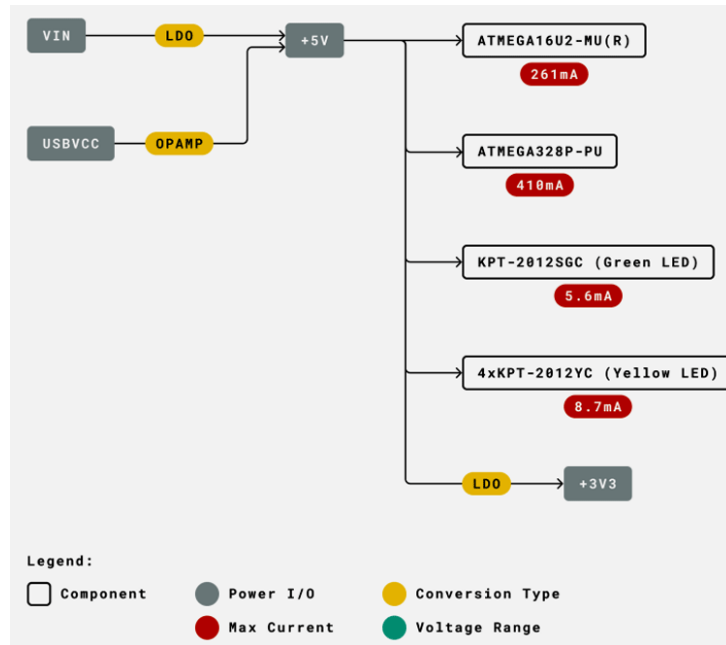 VIN
LDO
+5V
ATMEGA16U2-MU(R)
261mA
USBVCC
OPAMP
ATMEGA328P-PU
410mA
KPT-2012SGC (Green LED)
5.6mA
4xKPT-2012YC (Yellow LED)
8.7mA
LDO
+3V3
Legend:
Component
Power I/O
Conversion Type
Max Current
Voltage Range